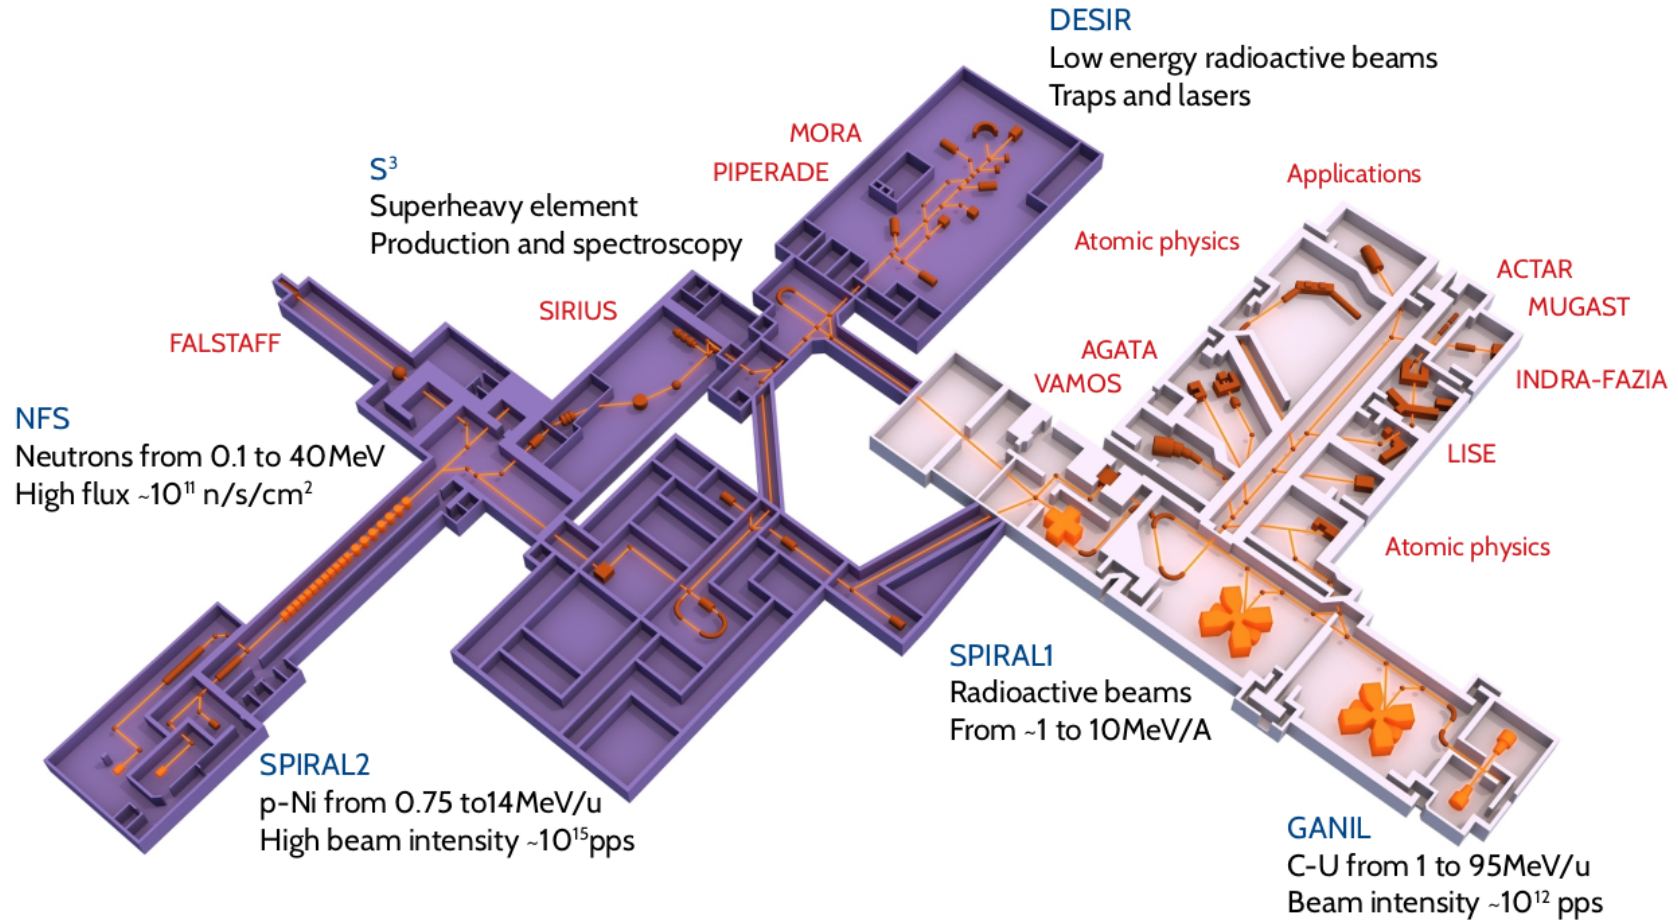 DESIR
Low energy radioactive beams
Traps and lasers
MORA
PIPERADE
S³
Superheavy element
Production and spectroscopy
Applications
Atomic physics
ACTAR
MUGAST
SIRIUS
FALSTAFF
AGATA
VAMOS
INDRA-FAZIA
NFS
Neutrons from 0.1 to 40MeV
High flux ~10¹¹ n/s/cm²
LISE
Atomic physics
SPIRAL1
Radioactive beams
From ~1 to 10MeV/A
SPIRAL2
p-Ni from 0.75 to14MeV/u
High beam intensity ~10¹⁵pps
GANIL
C-U from 1 to 95MeV/u
Beam intensity ~10¹² pps